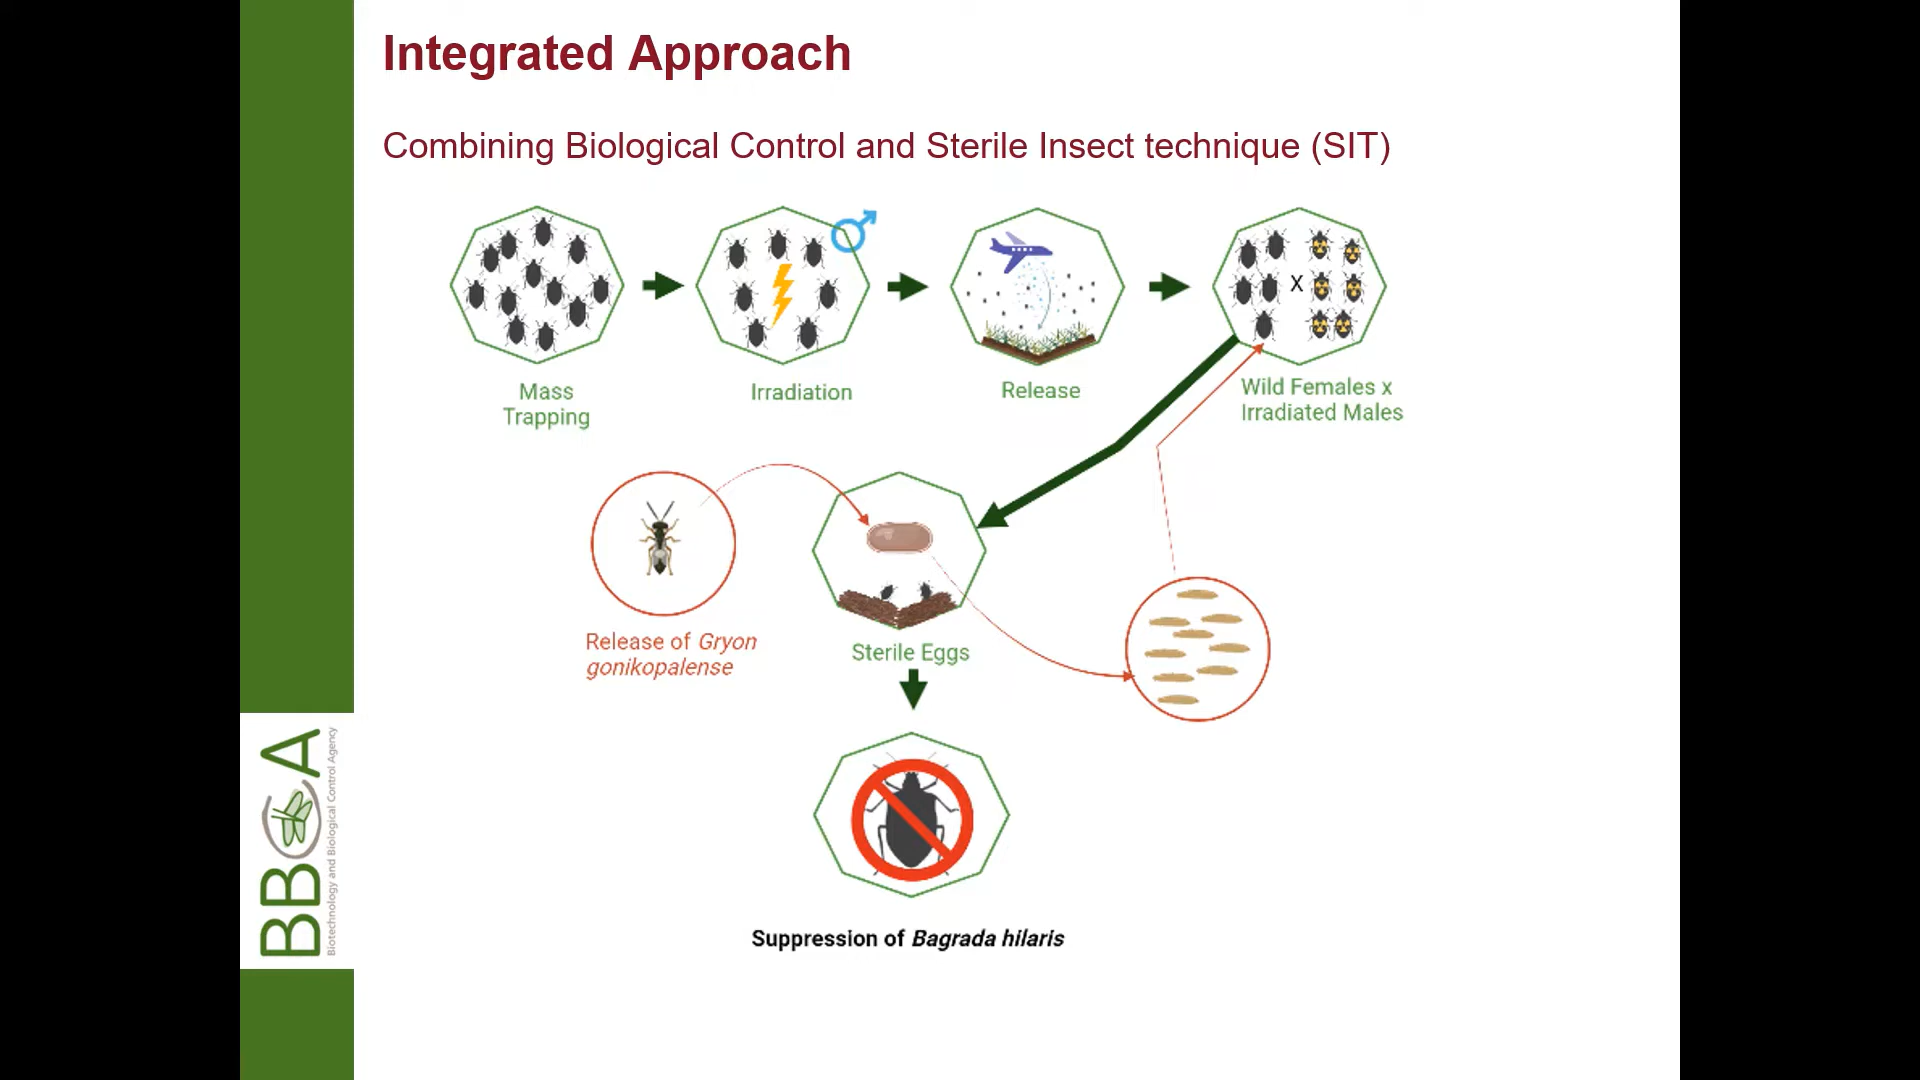 Integrated Approach
Combining Biological Control and Sterile Insect technique (SIT)
X
Mass
Trapping
Irradiation
Release
Wild Females x
Irradiated Males
Release of Gryon
gonikopalense
Sterile Eggs
Suppression of Bagrada hilaris
BBCA
Biotechnology and Biological Control Agency